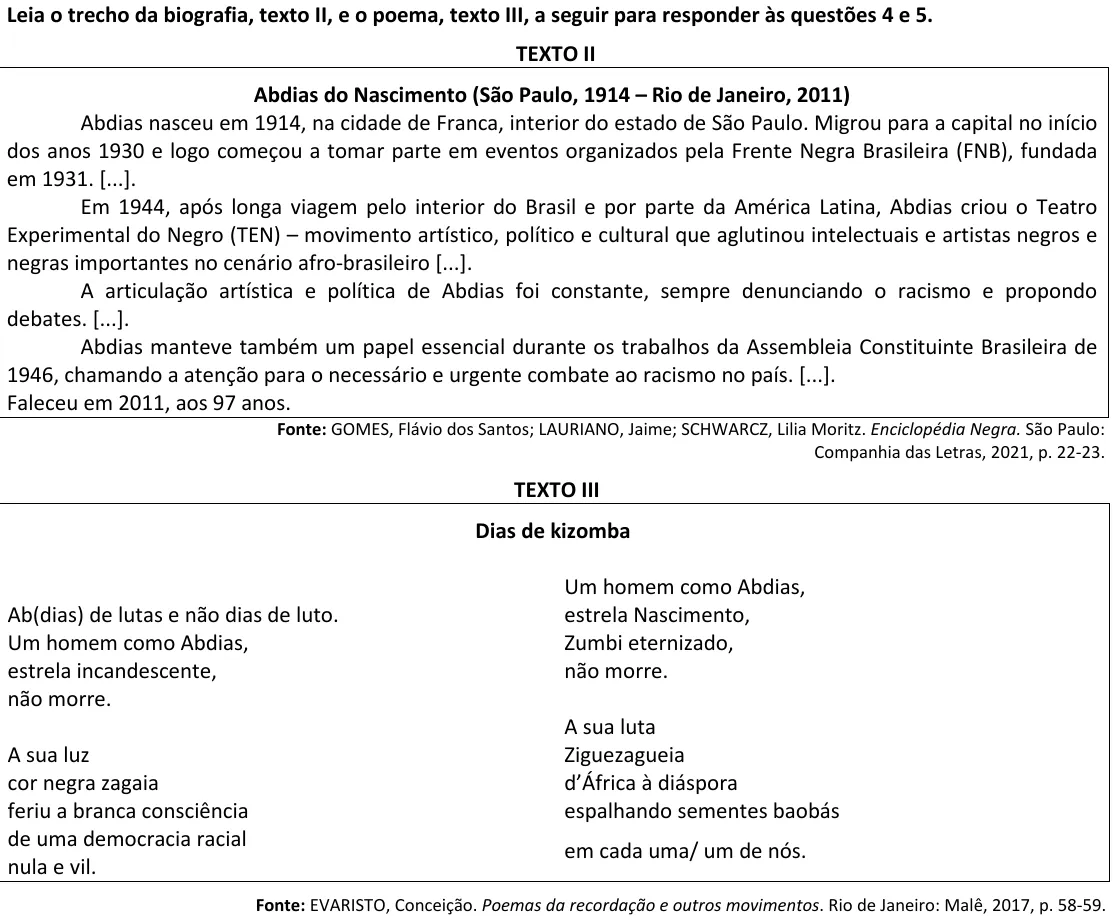 Leia o trecho da biografia, texto II, e o poema, texto III, a seguir para responder às questões 4 e 5.
TEXTO II
Abdias do Nascimento (São Paulo, 1914 – Rio de Janeiro, 2011)
Abdias nasceu em 1914, na cidade de Franca, interior do estado de São Paulo. Migrou para a capital no início
dos anos 1930 e logo começou a tomar parte em eventos organizados pela Frente Negra Brasileira (FNB), fundada
em 1931. [...].
Em 1944, após longa viagem pelo interior do Brasil e por parte da América Latina, Abdias criou o Teatro
Experimental do Negro (TEN) – movimento artístico, político e cultural que aglutinou intelectuais e artistas negros e
negras importantes no cenário afro-brasileiro [...].
A articulação artística e política de Abdias foi constante, sempre denunciando o racismo e propondo
debates. [...].
Abdias manteve também um papel essencial durante os trabalhos da Assembleia Constituinte Brasileira de
1946, chamando a atenção para o necessário e urgente combate ao racismo no país. [...].
Faleceu em 2011, aos 97 anos.
Fonte: GOMES, Flávio dos Santos; LAURIANO, Jaime; SCHWARCZ, Lilia Moritz. Enciclopédia Negra. São Paulo:
Companhia das Letras, 2021, p. 22-23.
TEXTO III
Dias de kizomba
Ab(dias) de lutas e não dias de luto.
Um homem como Abdias,
estrela incandescente,
não morre.
A sua luz
cor negra zagaia
feriu a branca consciência
de uma democracia racial
nula e vil.
Um homem como Abdias,
estrela Nascimento,
Zumbi eternizado,
não morre.
A sua luta
Ziguezagueia
d’África à diáspora
espalhando sementes baobás
em cada uma/ um de nós.
Fonte: EVARISTO, Conceição. Poemas da recordação e outros movimentos. Rio de Janeiro: Malê, 2017, p. 58-59.